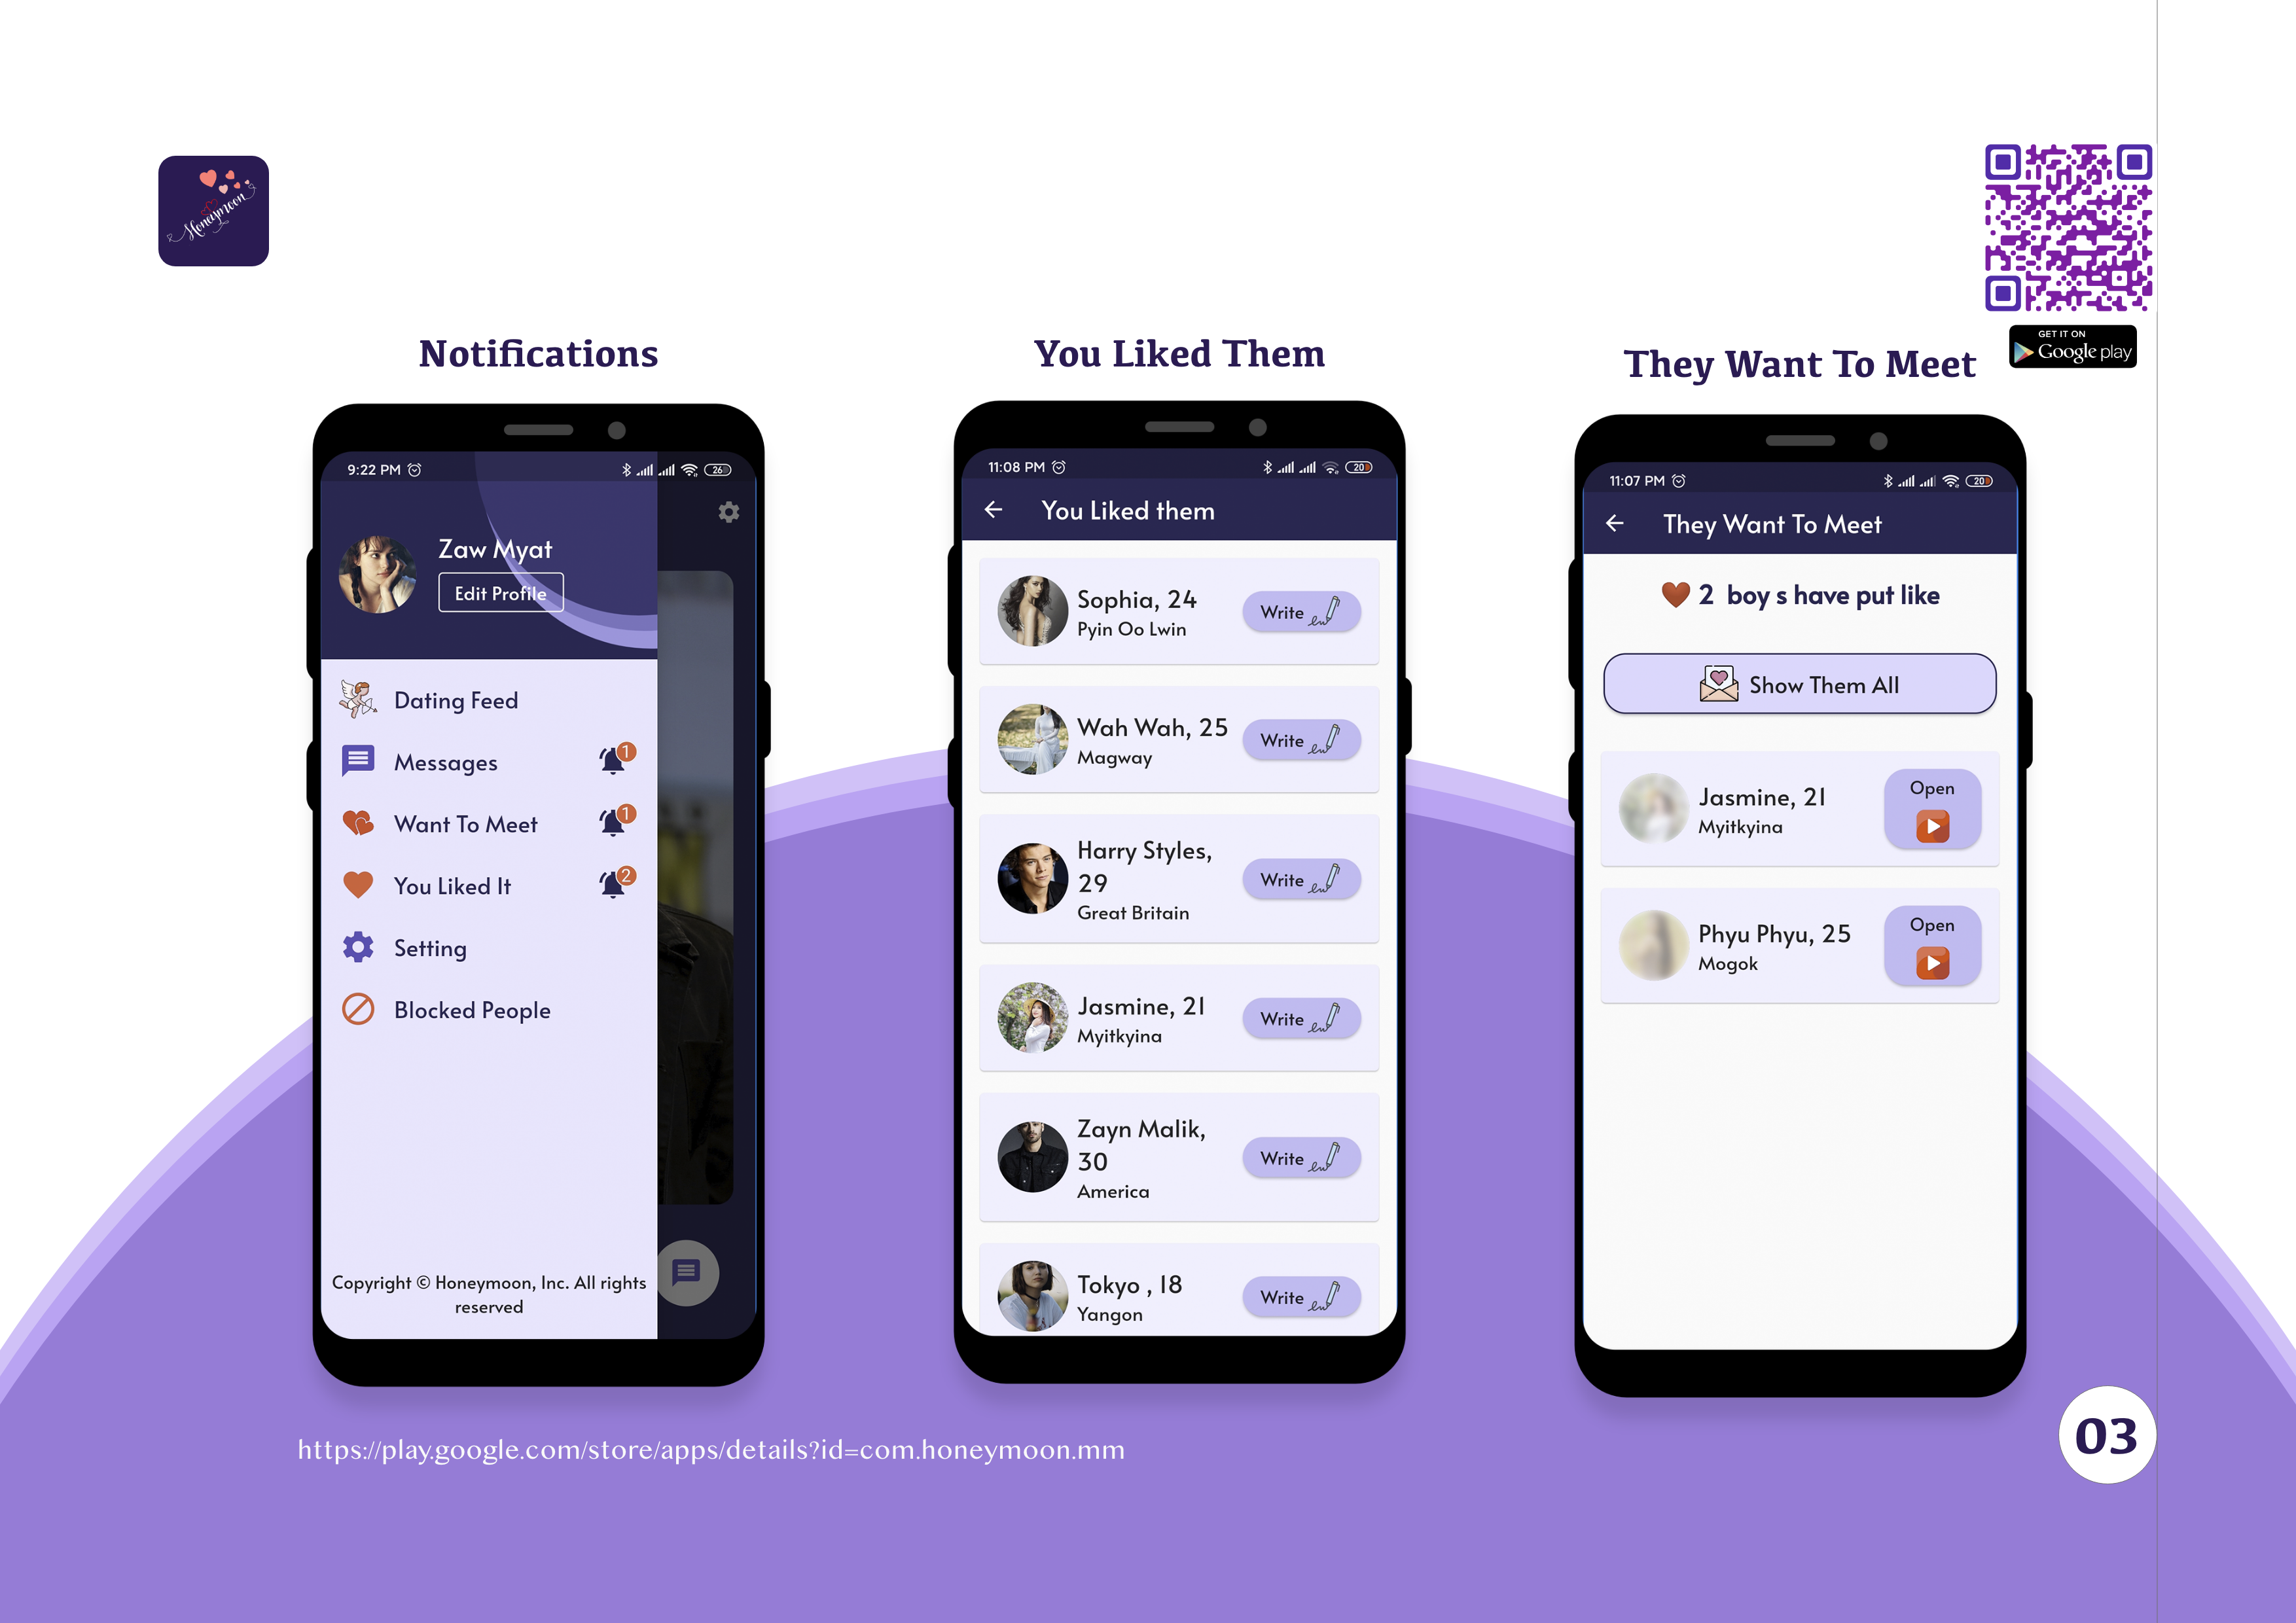 Honeymoon
GET IT ON
Google play
Notifications
You Liked Them
They Want To Meet
9:22 PM
26
Zaw Myat
Edit Profile
Dating Feed
Messages
1
Want To Meet
1
You Liked It
2
Setting
Blocked People
Copyright © Honeymoon, Inc. All rights
reserved
11:08 PM
20
You Liked them
Sophia, 24
Pyin Oo Lwin
Write
Wah Wah, 25
Magway
Write
Harry Styles,
29
Great Britain
Write
Jasmine, 21
Myitkyina
Write
Zayn Malik,
30
America
Write
Tokyo , 18
Yangon
Write
11:07 PM
20
They Want To Meet
2 boy s have put like
Show Them All
Jasmine, 21
Myitkyina
Open
Phyu Phyu, 25
Mogok
Open
https://play.google.com/store/apps/details?id=com.honeymoon.mm
03